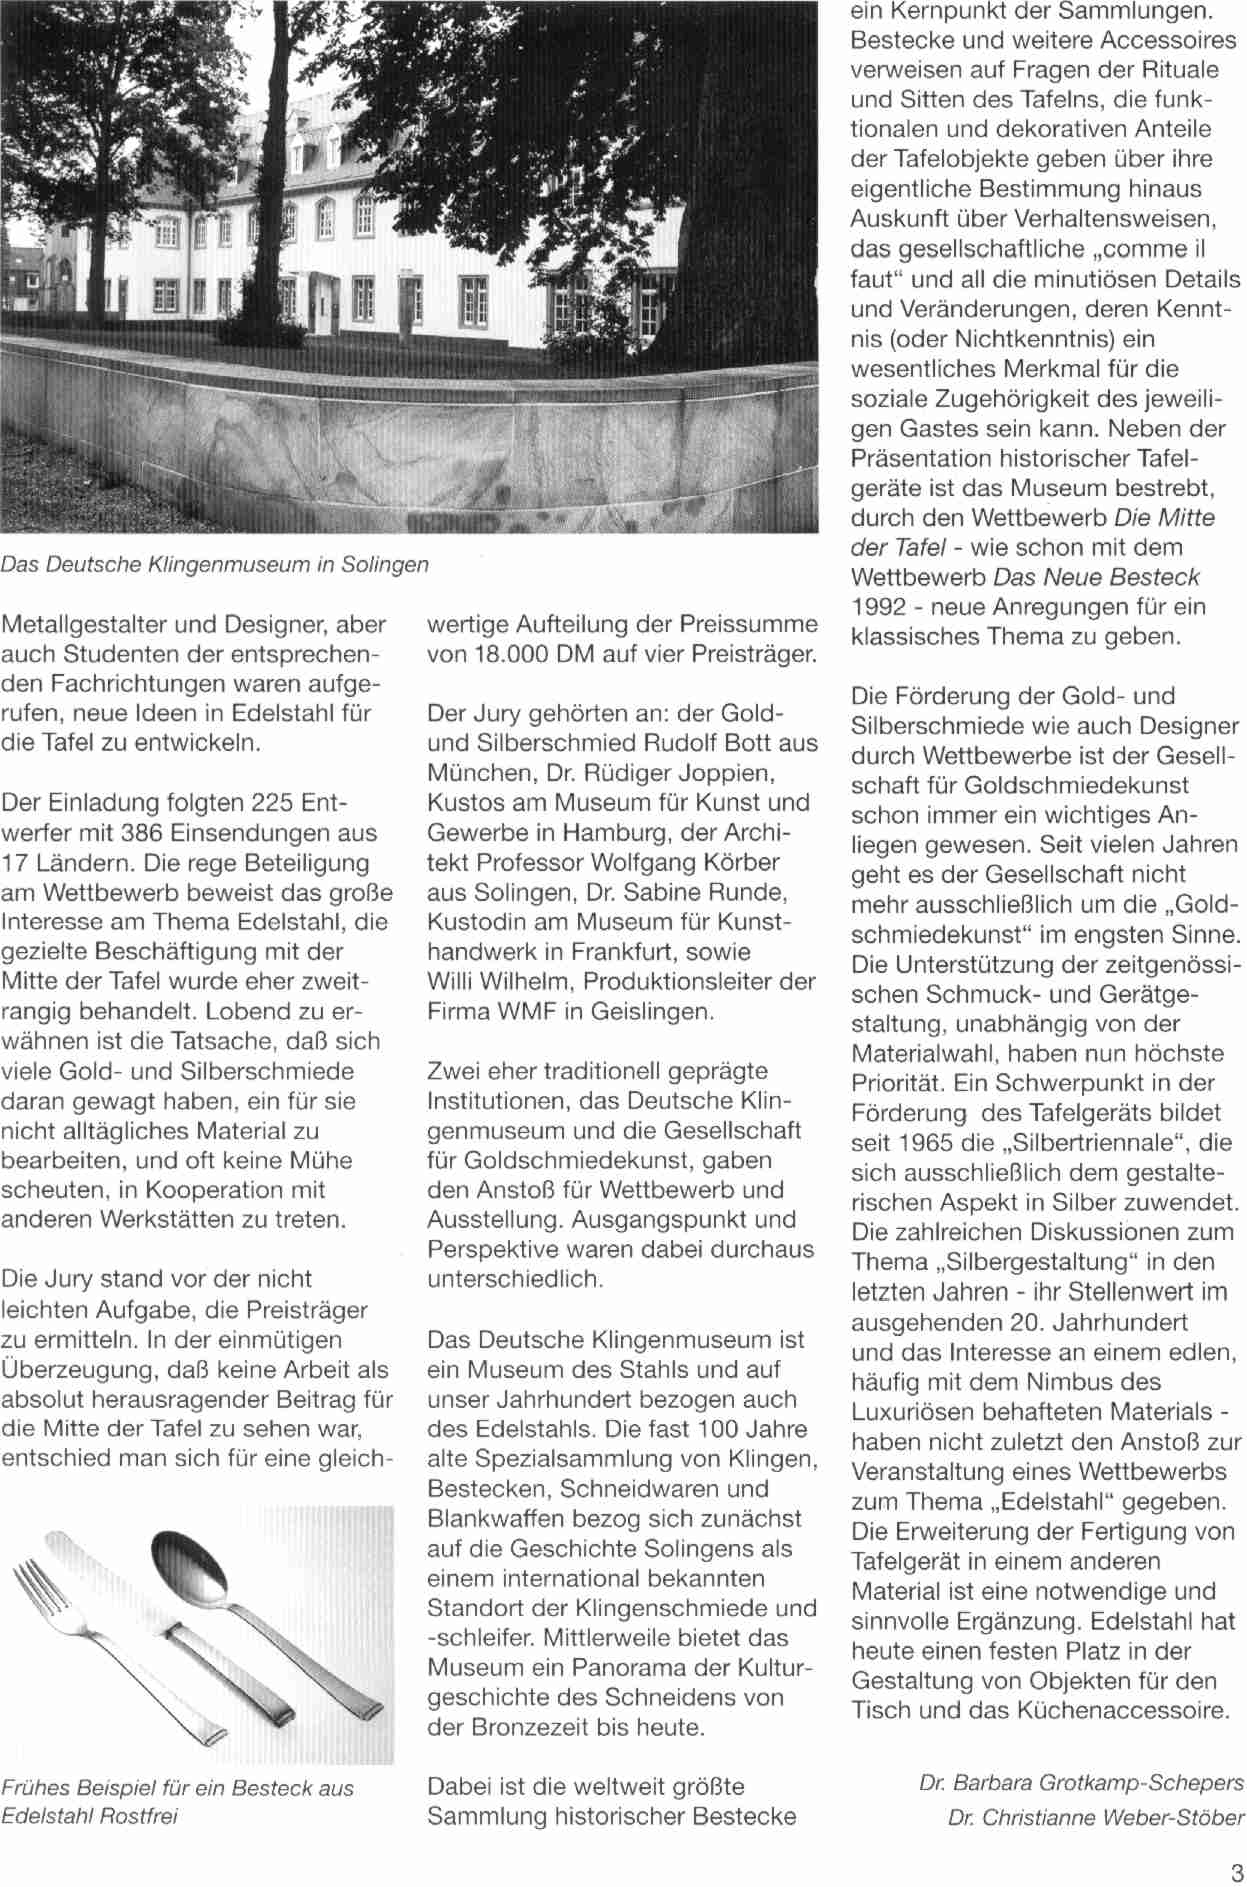 Das Deutsche Klingenmuseum in Solingen
Metallgestalter und Designer, aber
auch Studenten der entsprechen-
den Fachrichtungen waren aufge-
rufen, neue Ideen in Edelstahl für
die Tafel zu entwickeln.
Der Einladung folgten 225 Ent-
werfer mit 386 Einsendungen aus
17 Ländern. Die rege Beteiligung
am Wettbewerb beweist das große
Interesse am Thema Edelstahl, die
gezielte Beschäftigung mit der
Mitte der Tafel wurde eher zweit-
rangig behandelt. Lobend zu er-
wähnen ist die Tatsache, daß sich
viele Gold- und Silberschmiede
daran gewagt haben, ein für sie
nicht alltägliches Material zu
bearbeiten, und oft keine Mühe
scheuten, in Kooperation mit
anderen Werkstätten zu treten.
Die Jury stand vor der nicht
leichten Aufgabe, die Preisträger
zu ermitteln. In der einmütigen
Überzeugung, daß keine Arbeit als
absolut herausragender Beitrag für
die Mitte der Tafel zu sehen war,
entschied man sich für eine gleich-
Frühes Beispiel für ein Besteck aus
Edelstahl Rostfrei
wertige Aufteilung der Preissumme
von 18.000 DM auf vier Preisträger.
Der Jury gehörten an: der Gold-
und Silberschmied Rudolf Bott aus
München, Dr. Rüdiger Joppien,
Kustos am Museum für Kunst und
Gewerbe in Hamburg, der Archi-
tekt Professor Wolfgang Körber
aus Solingen, Dr. Sabine Runde,
Kustodin am Museum für Kunst-
handwerk in Frankfurt, sowie
Willi Wilhelm, Produktionsleiter der
Firma WMF in Geislingen.
Zwei eher traditionell geprägte
Institutionen, das Deutsche Klin-
genmuseum und die Gesellschaft
für Goldschmiedekunst, gaben
den Anstoß für Wettbewerb und
Ausstellung. Ausgangspunkt und
Perspektive waren dabei durchaus
unterschiedlich.
Das Deutsche Klingenmuseum ist
ein Museum des Stahls und auf
unser Jahrhundert bezogen auch
des Edelstahls. Die fast 100 Jahre
alte Spezialsammlung von Klingen,
Bestecken, Schneidwaren und
Blankwaffen bezog sich zunächst
auf die Geschichte Solingens als
einem international bekannten
Standort der Klingenschmiede und
-schleifer. Mittlerweile bietet das
Museum ein Panorama der Kultur-
geschichte des Schneidens von
der Bronzezeit bis heute.
Dabei ist die weltweit größte
Sammlung historischer Bestecke
ein Kernpunkt der Sammlungen.
Bestecke und weitere Accessoires
verweisen auf Fragen der Rituale
und Sitten des Tafelns, die funk-
tionalen und dekorativen Anteile
der Tafelobjekte geben über ihre
eigentliche Bestimmung hinaus
Auskunft über Verhaltensweisen,
das gesellschaftliche „comme il
faut“ und all die minutiösen Details
und Veränderungen, deren Kennt-
nis (oder Nichtkenntnis) ein
wesentliches Merkmal für die
soziale Zugehörigkeit des jeweili-
gen Gastes sein kann. Neben der
Präsentation historischer Tafel-
geräte ist das Museum bestrebt,
durch den Wettbewerb Die Mitte
der Tafel - wie schon mit dem
Wettbewerb Das Neue Besteck
1992 - neue Anregungen für ein
klassisches Thema zu geben.
Die Förderung der Gold- und
Silberschmiede wie auch Designer
durch Wettbewerbe ist der Gesell-
schaft für Goldschmiedekunst
schon immer ein wichtiges An-
liegen gewesen. Seit vielen Jahren
geht es der Gesellschaft nicht
mehr ausschließlich um die „Gold-
schmiedekunst“ im engsten Sinne.
Die Unterstützung der zeitgenössi-
schen Schmuck- und Gerätge-
staltung, unabhängig von der
Materialwahl, haben nun höchste
Priorität. Ein Schwerpunkt in der
Förderung des Tafelgeräts bildet
seit 1965 die „Silbertriennale“, die
sich ausschließlich dem gestalte-
rischen Aspekt in Silber zuwendet.
Die zahlreichen Diskussionen zum
Thema „Silbergestaltung“ in den
letzten Jahren - ihr Stellenwert im
ausgehenden 20. Jahrhundert
und das Interesse an einem edlen,
häufig mit dem Nimbus des
Luxuriösen behafteten Materials -
haben nicht zuletzt den Anstoß zur
Veranstaltung eines Wettbewerbs
zum Thema „Edelstahl“ gegeben.
Die Erweiterung der Fertigung von
Tafelgerät in einem anderen
Material ist eine notwendige und
sinnvolle Ergänzung. Edelstahl hat
heute einen festen Platz in der
Gestaltung von Objekten für den
Tisch und das Küchenaccessoire.
Dr. Barbara Grotkamp-Schepers
Dr. Christianne Weber-Stöber
3